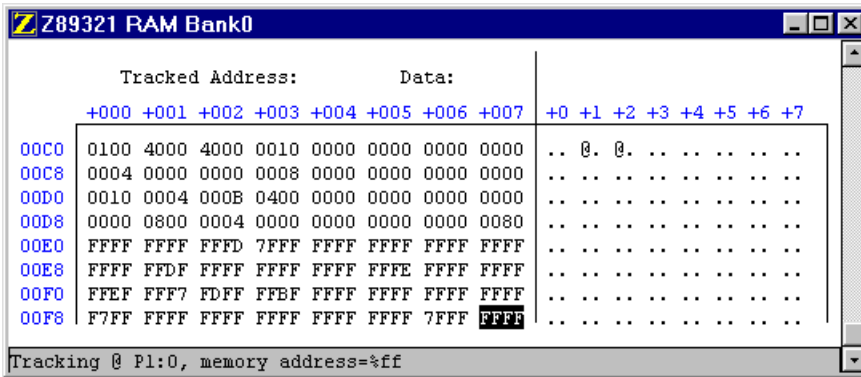 Z89321 RAM Bank0
Tracked Address: Data:
+000 +001 +002 +003 +004 +005 +006 +007 +0 +1 +2 +3 +4 +5 +6 +7
00C0 0100 4000 4000 0010 0000 0000 0000 0000 .. @. @. .. .. .. .. ..
00C8 0004 0000 0000 0008 0000 0000 0000 0000 .. .. .. .. .. .. .. ..
00D0 0010 0004 000B 0400 0000 0000 0000 0000 .. .. .. .. .. .. .. ..
00D8 0000 0800 0004 0000 0000 0000 0000 0080 .. .. .. .. .. .. .. ..
00E0 FFFF FFFF FFFD 7FFF FFFF FFFF FFFF FFFF .. .. .. .. .. .. .. ..
00E8 FFFF FFDF FFFF FFFF FFFF FFFE FFFF FFFF .. .. .. .. .. .. .. ..
00F0 FFEF FFF7 FDFF FFBF FFFF FFFF FFFF FFFF .. .. .. .. .. .. .. ..
00F8 F7FF FFFF FFFF FFFF FFFF FFFF 7FFF FFFF .. .. .. .. .. .. .. ..
Tracking @ P1:0, memory address=%ff